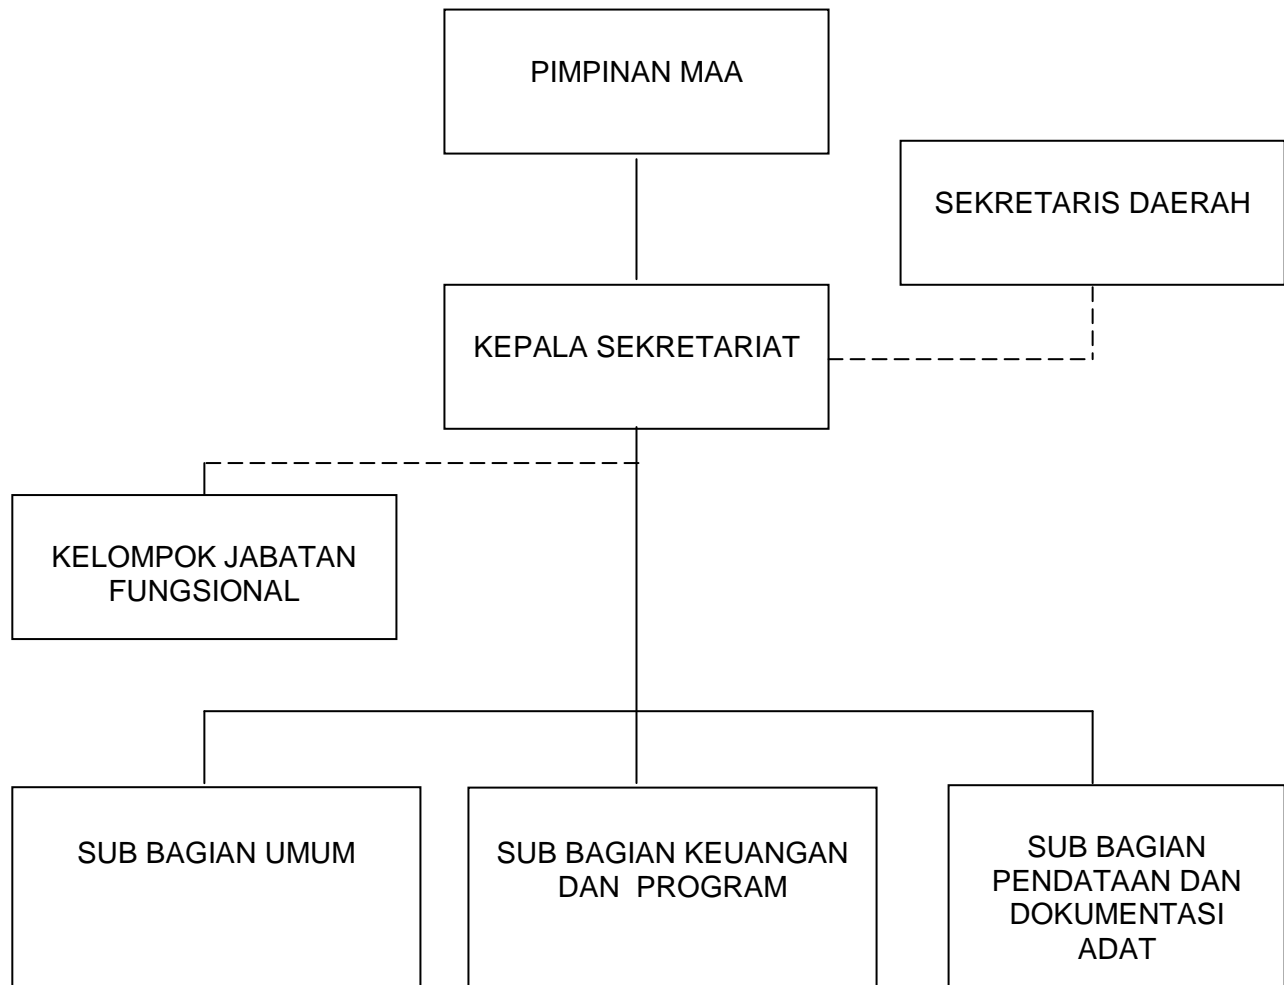 PIMPINAN MAA
SEKRETARIS DAERAH
KEPALA SEKRETARIAT
KELOMPOK JABATAN
FUNGSIONAL
SUB BAGIAN UMUM
SUB BAGIAN KEUANGAN
DAN PROGRAM
SUB BAGIAN
PENDATAAN DAN
DOKUMENTASI
ADAT